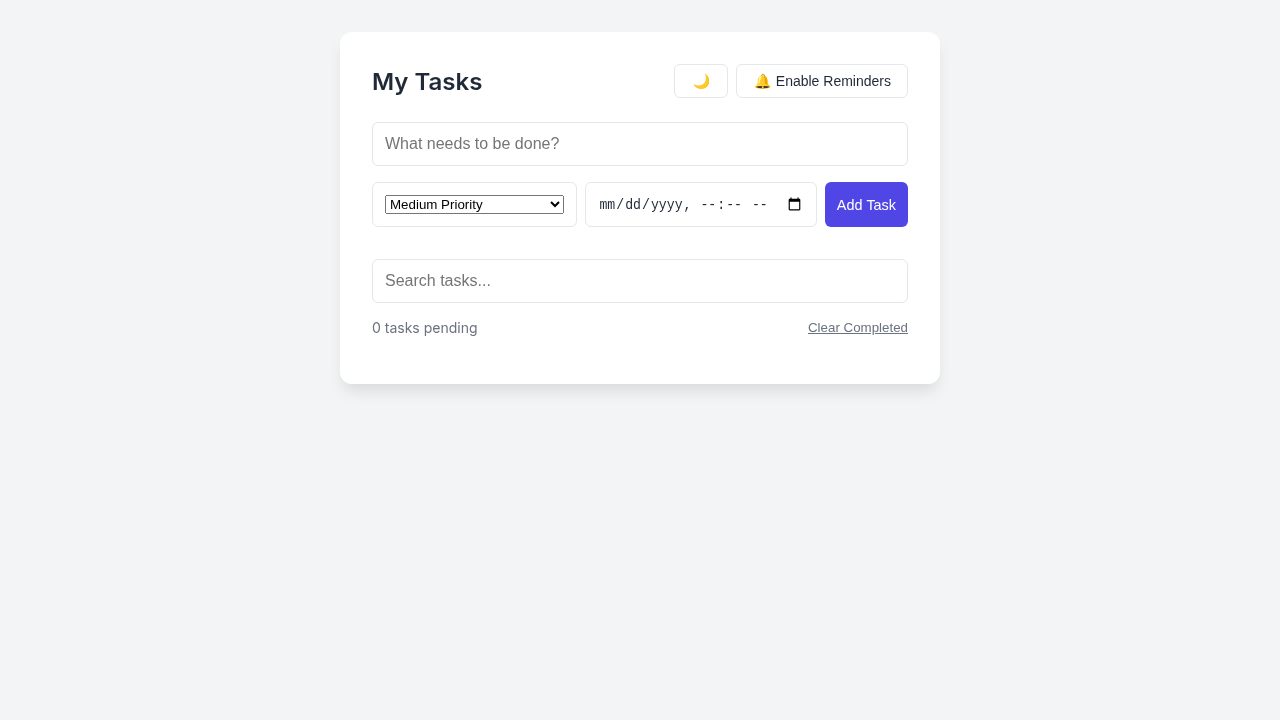 My Tasks
🌙
🔔 Enable Reminders
What needs to be done?
Medium Priority
mm/dd/yyyy, --:-- --
Add Task
Search tasks...
0 tasks pending
Clear Completed